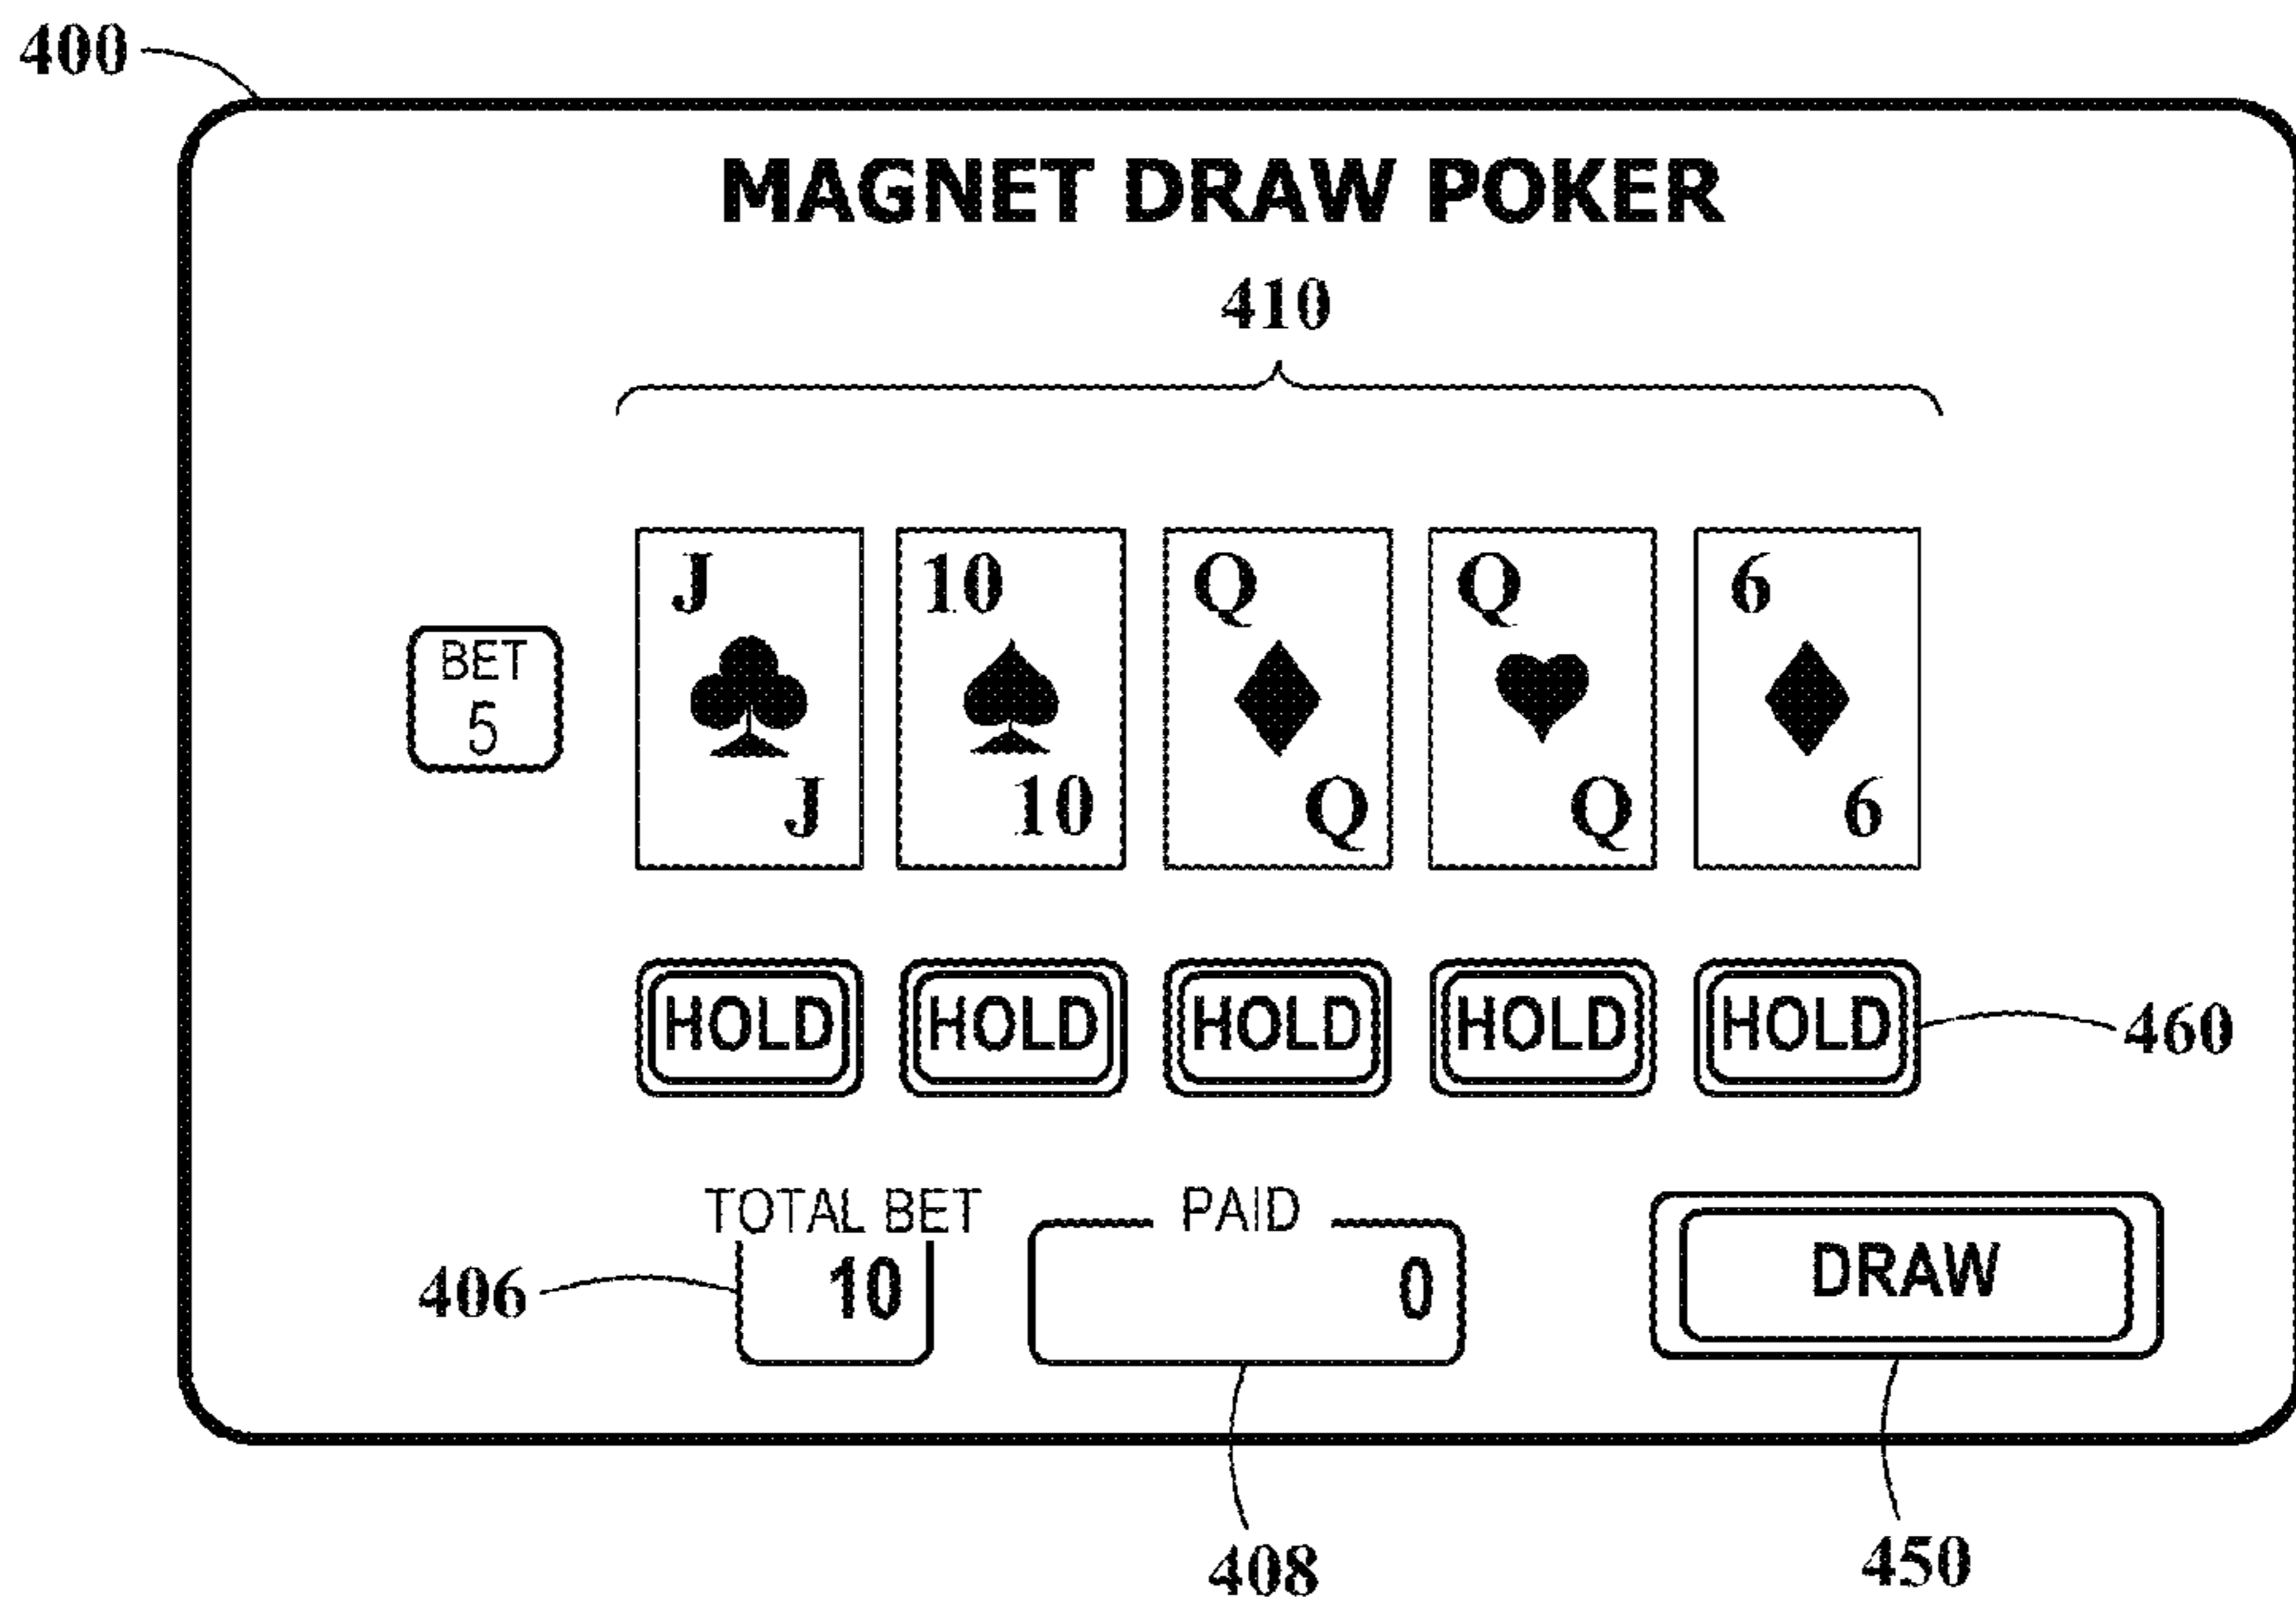 400
MAGNET DRAW POKER
410
J 10 Q Q 6
BET
5
J 10 Q Q 6
HOLD HOLD HOLD HOLD HOLD
460
TOTAL BET PAID
406
10 0 DRAW
408
450